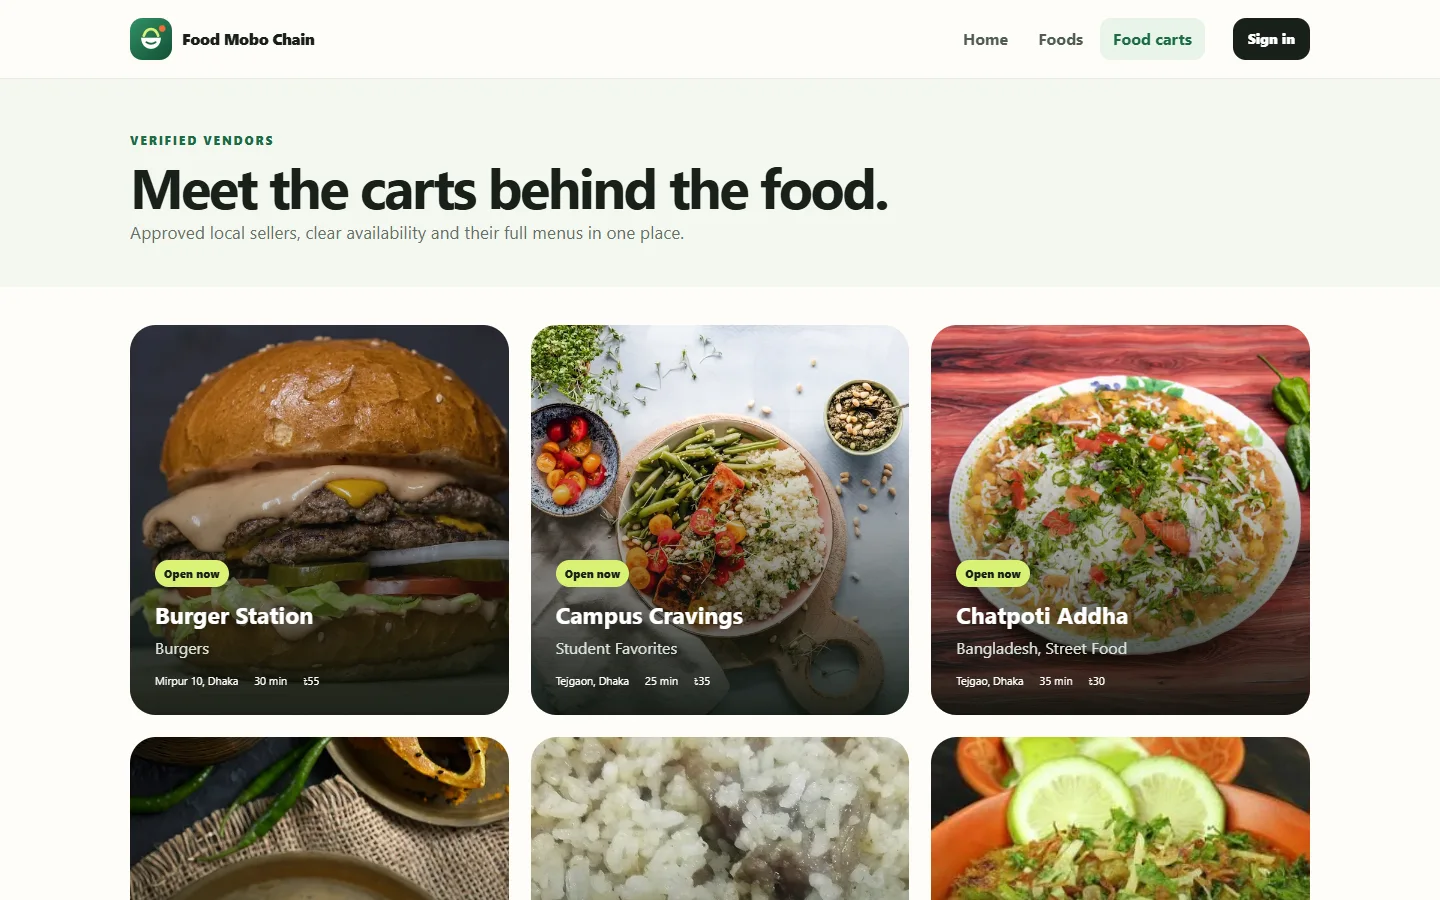 Food Mobo Chain
Home
Foods
Food carts
Sign in
VERIFIED VENDORS
Meet the carts behind the food.
Approved local sellers, clear availability and their full menus in one place.
Open now
Burger Station
Burgers
Mirpur 10, Dhaka 30 min ৳55
Open now
Campus Cravings
Student Favorites
Tejgaon, Dhaka 25 min ৳35
Open now
Chatpoti Addha
Bangladesh, Street Food
Tejgao, Dhaka 35 min ৳30